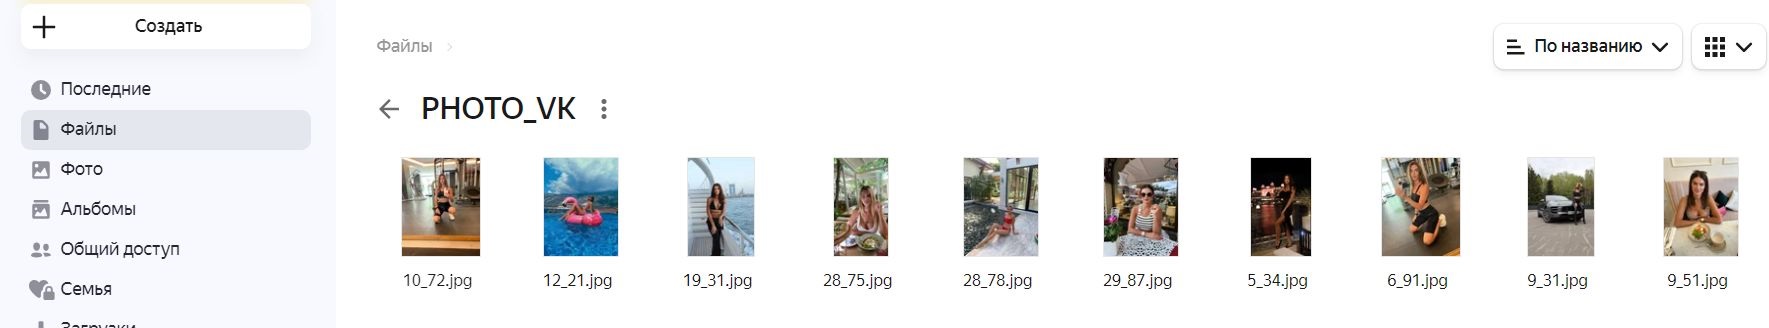 Создать
Последние
Файлы
Фото
Альбомы
Общий доступ
Семья
Загрузки
Файлы
По названию
PHOTO_VK
10_72.jpg
12_21.jpg
19_31.jpg
28_75.jpg
28_78.jpg
29_87.jpg
5_34.jpg
6_91.jpg
9_31.jpg
9_51.jpg